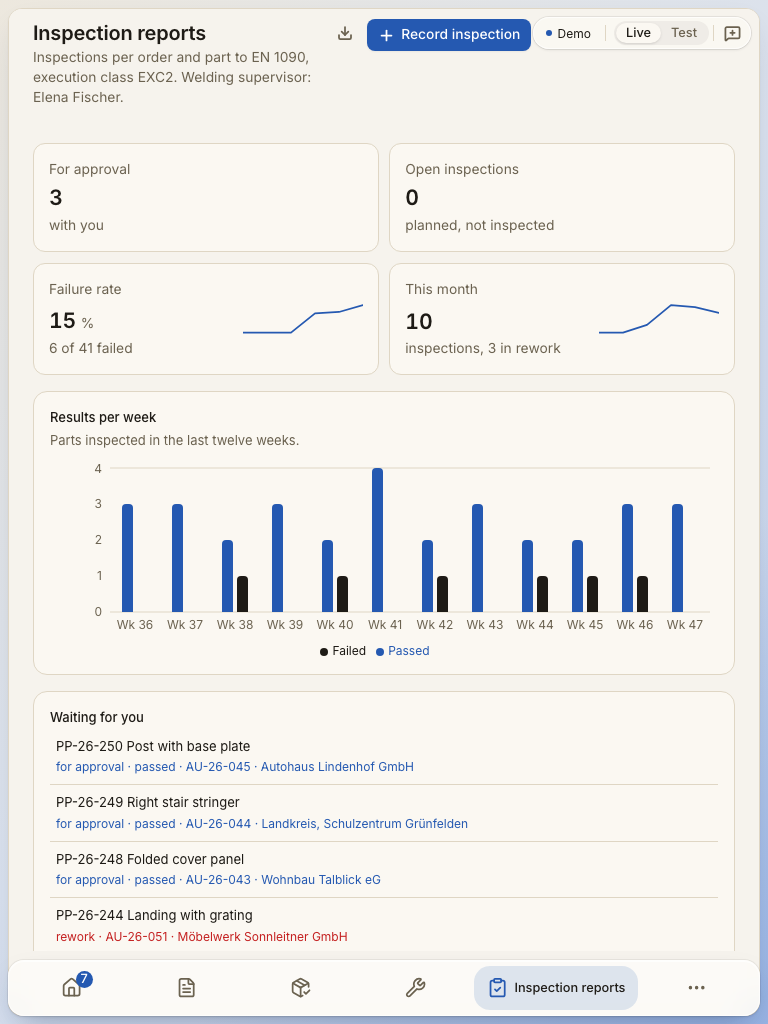 Inspection reports
Record inspection
Demo
Live
Test
Inspections per order and part to EN 1090,
execution class EXC2. Welding supervisor:
Elena Fischer.
For approval
3
with you
Open inspections
0
planned, not inspected
Failure rate
15 %
6 of 41 failed
This month
10
inspections, 3 in rework
Results per week
Parts inspected in the last twelve weeks.
4
3
2
1
0
Wk 36 Wk 37 Wk 38 Wk 39 Wk 40 Wk 41 Wk 42 Wk 43 Wk 44 Wk 45 Wk 46 Wk 47
Failed Passed
Waiting for you
PP-26-250 Post with base plate
for approval · passed · AU-26-045 · Autohaus Lindenhof GmbH
PP-26-249 Right stair stringer
for approval · passed · AU-26-044 · Landkreis, Schulzentrum Grünfelden
PP-26-248 Folded cover panel
for approval · passed · AU-26-043 · Wohnbau Talblick eG
PP-26-244 Landing with grating
rework · AU-26-051 · Möbelwerk Sonnleitner GmbH
7
Inspection reports